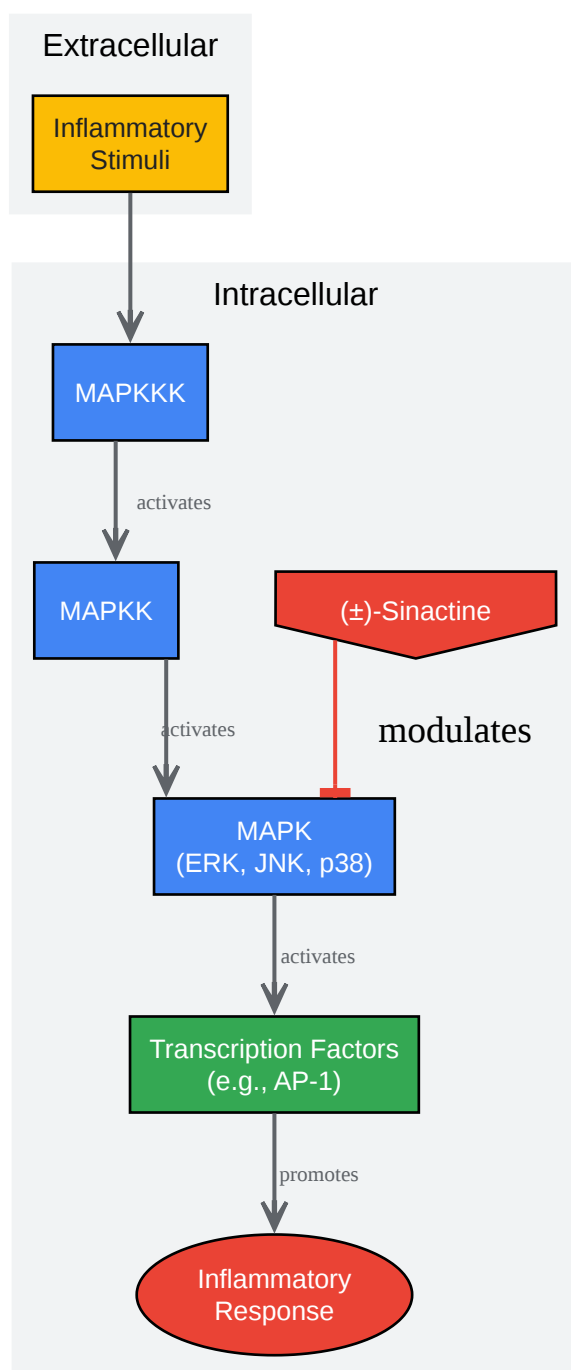 Extracellular
Inflammatory
Stimuli
Intracellular
MAPKKK
activates
MAPKK
(±)-Sinactine
activates
modulates
MAPK
(ERK, JNK, p38)
activates
Transcription Factors
(e.g., AP-1)
promotes
Inflammatory
Response